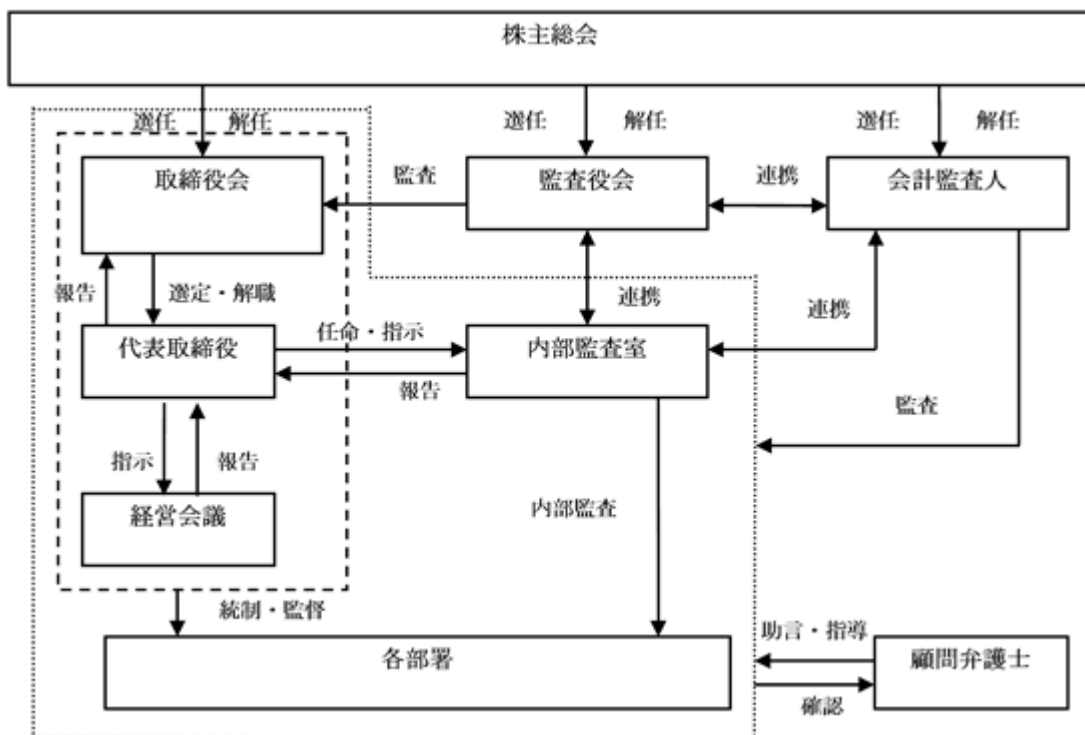 株主総会
選任
解任
選任
解任
選任
解任
取締役会
監査
監査役会
連携
会計監査人
報告
選定・解職
連携
連携
代表取締役
任命・指示
内部監査室
報告
監査
指示
報告
経営会議
内部監査
統制・監督
各部署
助言・指導
顧問弁護士
確認